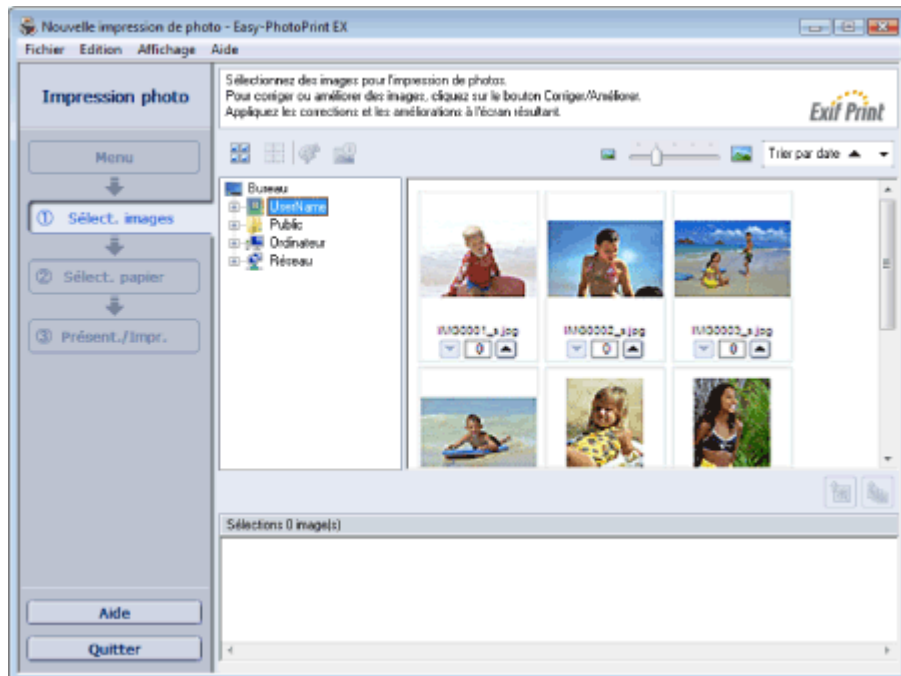 Nouvelle impression de photo - Easy-PhotoPrint EX
Fichier Edition Affichage Aide
Impression photo
Sélectionnez des images pour l'impression de photos.
Pour corriger ou améliorer des images, cliquez sur le bouton Corriger/Améliorer.
Appliquez les corrections et les améliorations à l'écran résultant.
Exif Print
Menu
Trier par date
① Sélect. images
② Sélect. papier
③ Présent./Impr.
Bureau
UserName
Public
Ordinateur
Réseau
IMG0001_s.jpg IMG0002_s.jpg IMG0003_s.jpg
0 0 0
Sélections 0 image(s)
Aide
Quitter